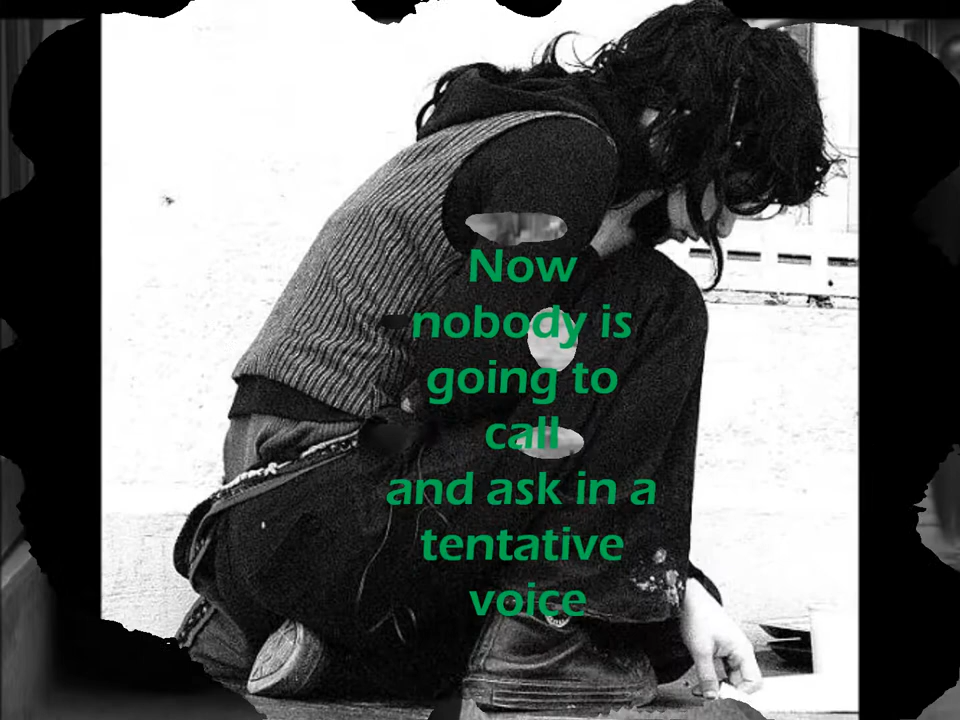 Now
nobody is
going to
call
and ask in a
tentative
voice